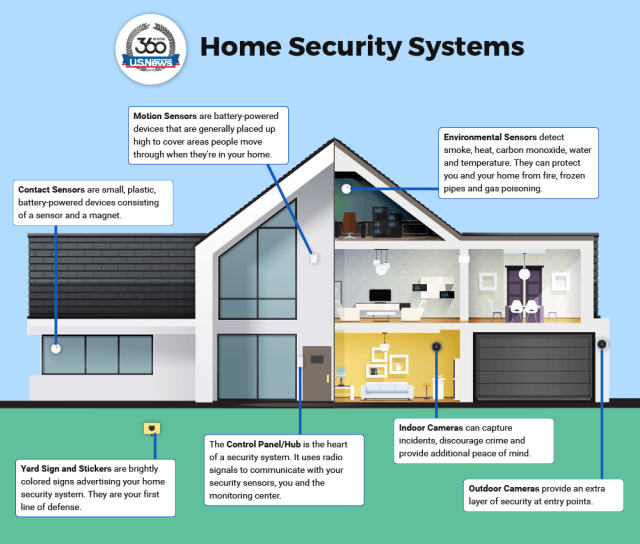 360
REVIEWS
U.S.News
Home Security Systems
Motion Sensors are battery-powered
devices that are generally placed up
high to cover areas people move
through when they're in your home.
Environmental Sensors detect
smoke, heat, carbon monoxide, water
and temperature. They can protect
you and your home from fire, frozen
pipes and gas poisoning.
Contact Sensors are small, plastic,
battery-powered devices consisting
of a sensor and a magnet.
Indoor Cameras can capture
incidents, discourage crime and
provide additional peace of mind.
The Control Panel/Hub is the heart
of a security system. It uses radio
signals to communicate with your
security sensors, you and the
monitoring center.
Yard Sign and Stickers are brightly
colored signs advertising your home
security system. They are your first
line of defense.
Outdoor Cameras provide an extra
layer of security at entry points.